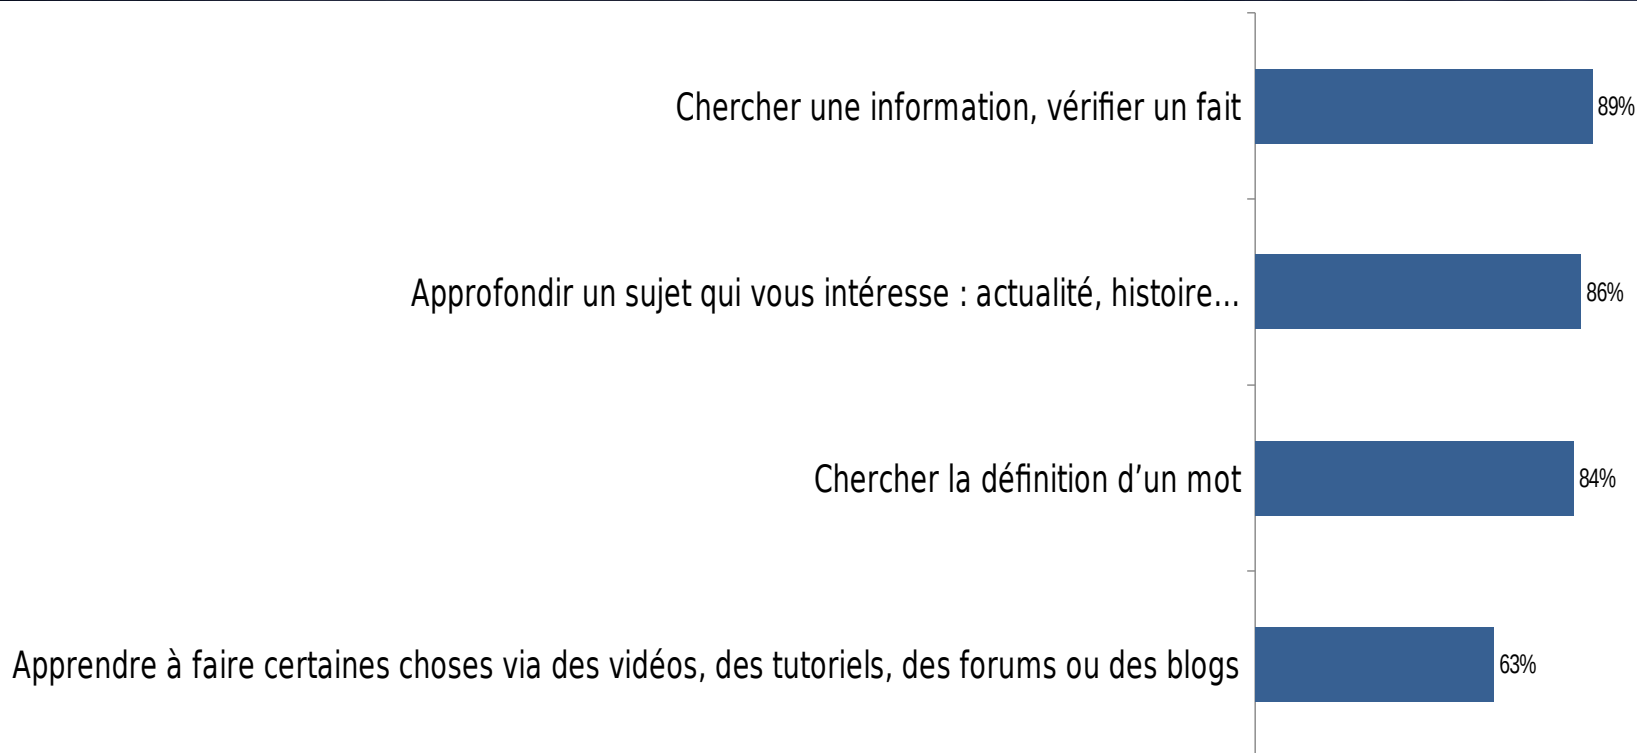 Chercher une information, vérifier un fait 89%
Approfondir un sujet qui vous intéresse : actualité, histoire… 86%
Chercher la définition d’un mot 84%
Apprendre à faire certaines choses via des vidéos, des tutoriels, des forums ou des blogs 63%